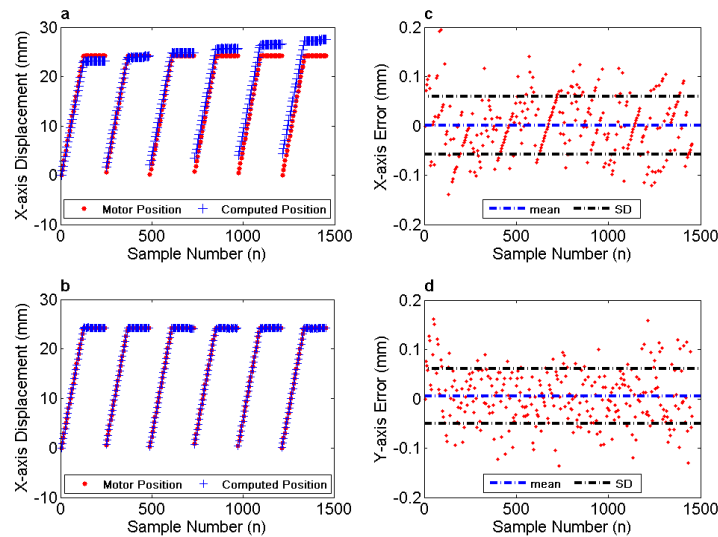 a
X-axis Displacement (mm)
30
20
10
0
-10
0
500
1000
1500
Motor Position
Computed Position
Sample Number (n)
c
X-axis Error (mm)
0.2
0.1
0
-0.1
-0.2
0
500
1000
1500
mean
SD
Sample Number (n)
b
X-axis Displacement (mm)
30
20
10
0
-10
0
500
1000
1500
Motor Position
Computed Position
Sample Number (n)
d
Y-axis Error (mm)
0.2
0.1
0
-0.1
-0.2
0
500
1000
1500
mean
SD
Sample Number (n)